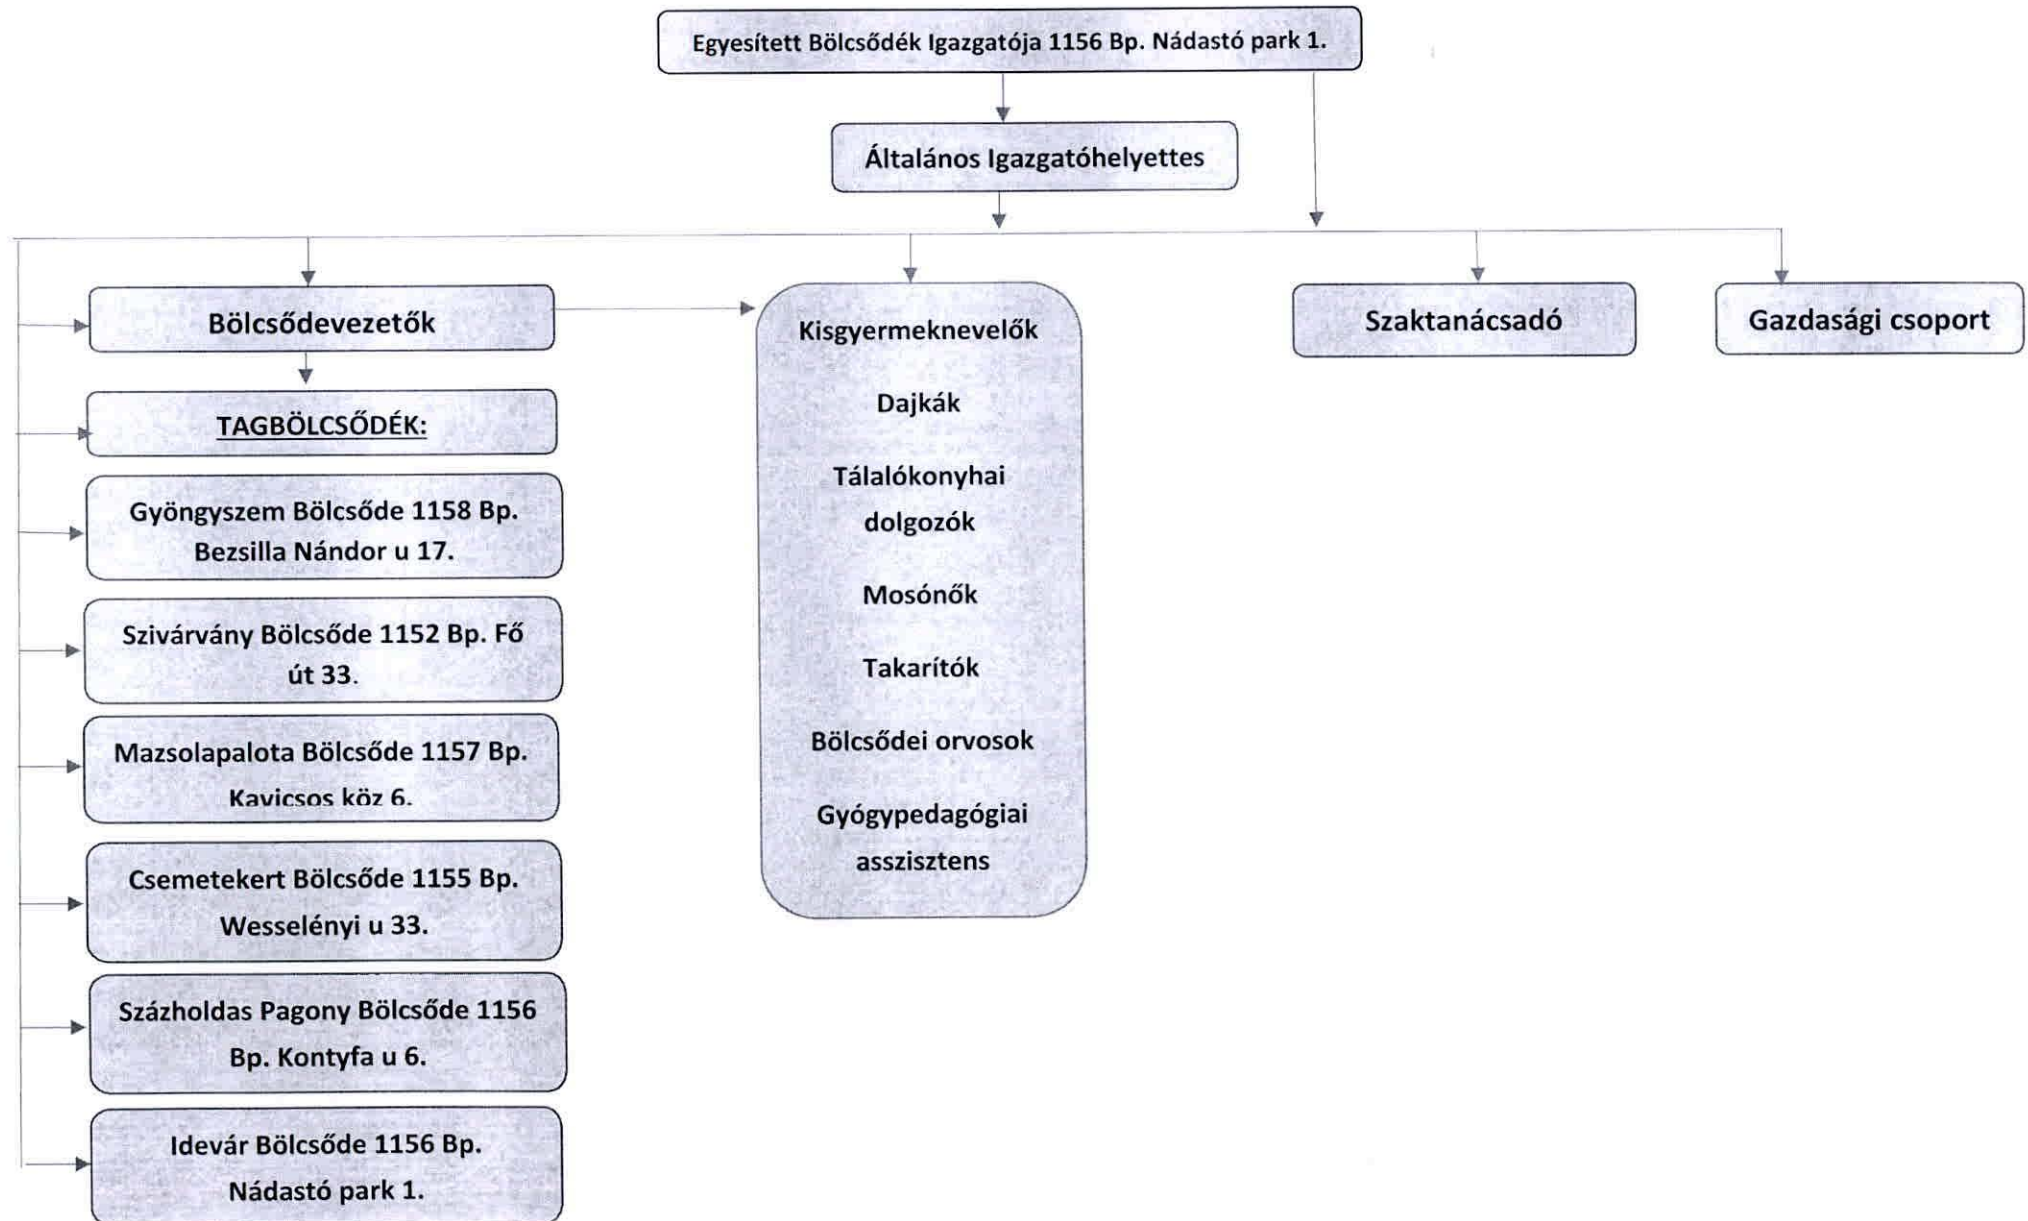 Egyesített Bölcsődék Igazgatója 1156 Bp. Nádastó park 1.
Általános Igazgatóhelyettes
Bölcsődevezetők
TAGBÖLCSŐDÉK:
Gyöngyszem Bölcsőde 1158 Bp.
Bezsilla Nándor u 17.
Szivárvány Bölcsőde 1152 Bp. Fő
út 33.
Mazsolapalota Bölcsőde 1157 Bp.
Kavicsos köz 6.
Csemetekert Bölcsőde 1155 Bp.
Wesselényi u 33.
Százholdas Pagony Bölcsőde 1156
Bp. Kontyfa u 6.
Idevár Bölcsőde 1156 Bp.
Nádastó park 1.
Kisgyermeknevelők
Dajkák
Tálalókonyhai
dolgozók
Mosónők
Takarítók
Bölcsődei orvosok
Gyógypedagógiai
asszisztens
Szaktanácsadó
Gazdasági csoport